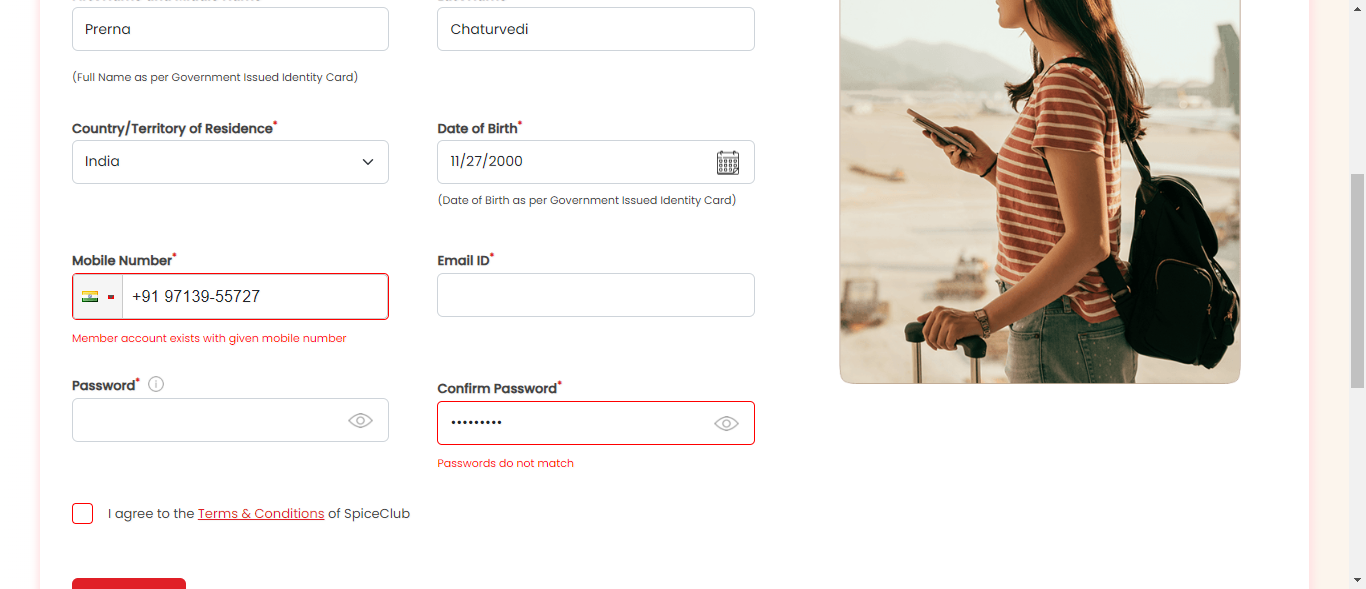 Prerna
Chaturvedi
(Full Name as per Government Issued Identity Card)
Country/Territory of Residence*
Date of Birth*
India
11/27/2000
(Date of Birth as per Government Issued Identity Card)
Mobile Number*
Email ID*
+91 97139-55727
Member account exists with given mobile number
Password*
Confirm Password*
•••••••••
Passwords do not match
I agree to the Terms & Conditions of SpiceClub